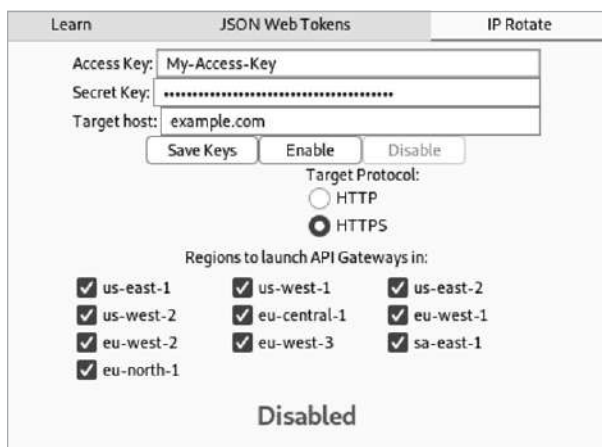 Learn JSON Web Tokens IP Rotate
Access Key: My-Access-Key
Secret Key: ••••••••••••••••••••••••••••••••••••••••
Target host: example.com
Save Keys Enable Disable
Target Protocol:
HTTP
HTTPS
Regions to launch API Gateways in:
us-east-1 us-west-1 us-east-2
us-west-2 eu-central-1 eu-west-1
eu-west-2 eu-west-3 sa-east-1
eu-north-1
Disabled